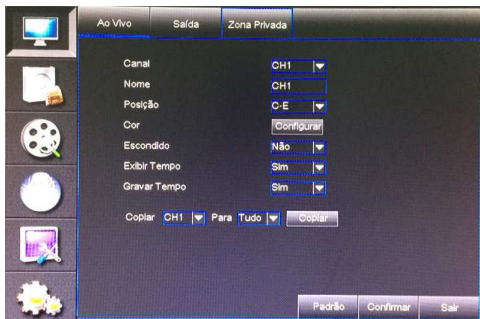 Ao Vivo Saída Zona Privada
Canal CH1
Nome CH1
Posição C-E
Cor Configurar
Escondido Não
Exibir Tempo Sim
Gravar Tempo Sim
Copiar CH1 Para Tudo Copiar
Padrão Confirmar Sair